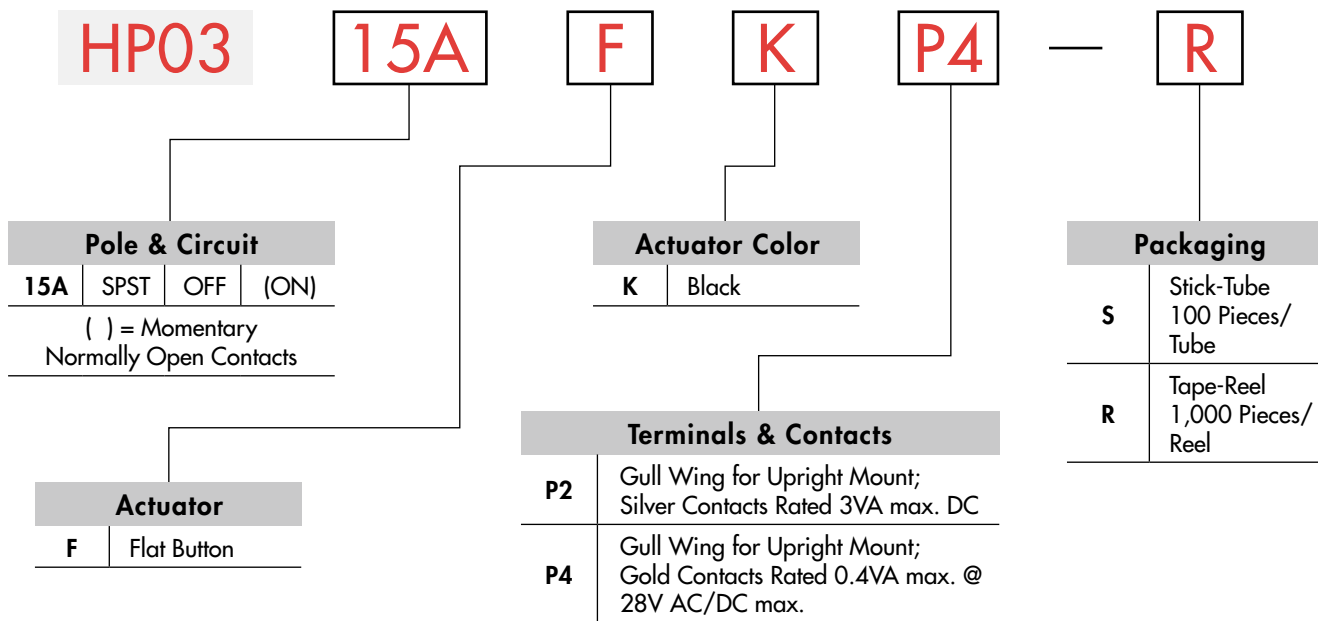 HP03 15A F K P4 — R
Pole & Circuit
15A SPST OFF (ON)
( ) = Momentary
Normally Open Contacts
Actuator
F Flat Button
Actuator Color
K Black
Terminals & Contacts
P2 Gull Wing for Upright Mount;
Silver Contacts Rated 3VA max. DC
P4 Gull Wing for Upright Mount;
Gold Contacts Rated 0.4VA max. @
28V AC/DC max.
Packaging
S Stick-Tube
100 Pieces/
Tube
R Tape-Reel
1,000 Pieces/
Reel